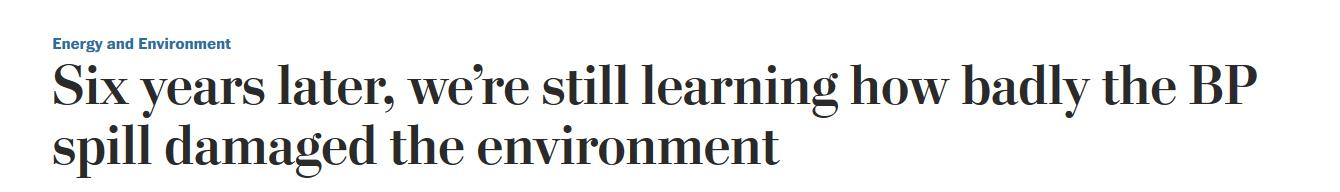 Energy and Environment
Six years later, we’re still learning how badly the BP
spill damaged the environment